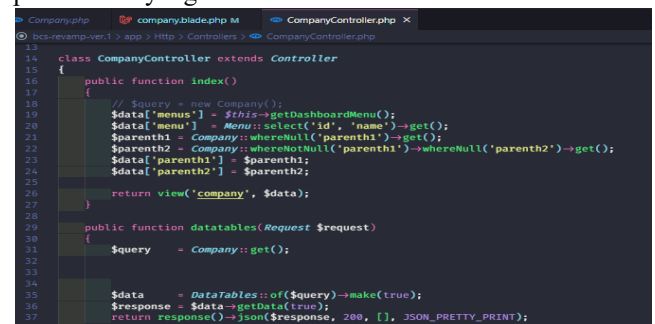 Company.php company.blade.php M CompanyController.php ×
bcs-revamp-ver.1 > app > Http > Controllers > CompanyController.php
13
14 class CompanyController extends Controller
15 {
16 public function index()
17 {
18 // $query = new Company();
19 $data['menus'] = $this→getDashboardMenu();
20 $data['menu'] = Menu::select('id', 'name')→get();
21 $parenth1 = Company::whereNull('parenth1')→get();
22 $parenth2 = Company::whereNotNull('parenth1')→whereNull('parenth2')→get();
23 $data['parenth1'] = $parenth1;
24 $data['parenth2'] = $parenth2;
25
26 return view('company', $data);
27 }
28
29 public function datatables(Request $request)
30 {
31 $query = Company::get();
32
33
34
35 $data = DataTables::of($query)→make(true);
36 $response = $data→getData(true);
37 return response()→json($response, 200, [], JSON_PRETTY_PRINT);